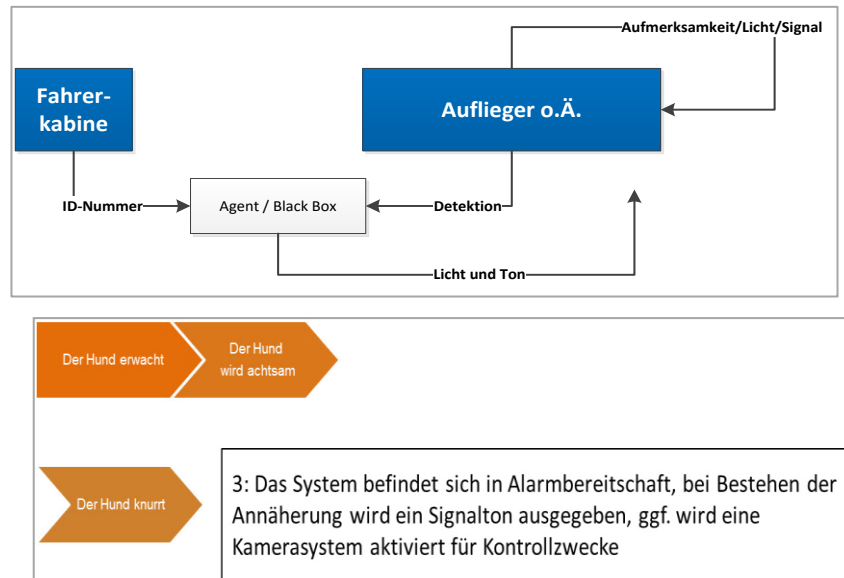 Aufmerksamkeit/Licht/Signal
Fahrer-
kabine
Auflieger o.Ä.
ID-Nummer
Agent / Black Box
Detektion
Licht und Ton
Der Hund erwacht
Der Hund
wird achtsam
Der Hund knurrt
3: Das System befindet sich in Alarmbereitschaft, bei Bestehen der
Annäherung wird ein Signalton ausgegeben, ggf. wird eine
Kamerasystem aktiviert für Kontrollzwecke